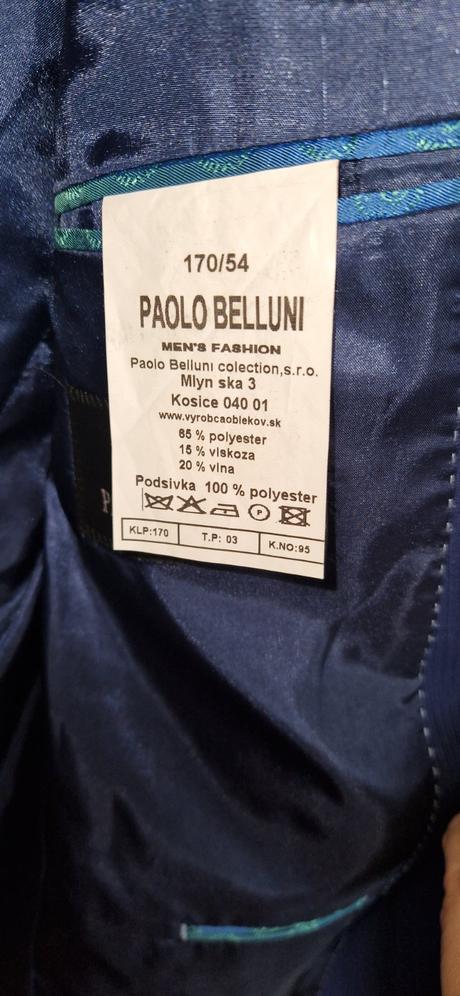 170/54
PAOLO BELLUNI
MEN'S FASHION
Paolo Belluni colection,s.r.o.
Mlyn ska 3
Kosice 040 01
www.vyrobcaoblekov.sk
65 % polyester
15 % viskoza
20 % vlna
Podsivka 100 % polyester
P
KLP:170 T.P: 03 K.NO:95
P